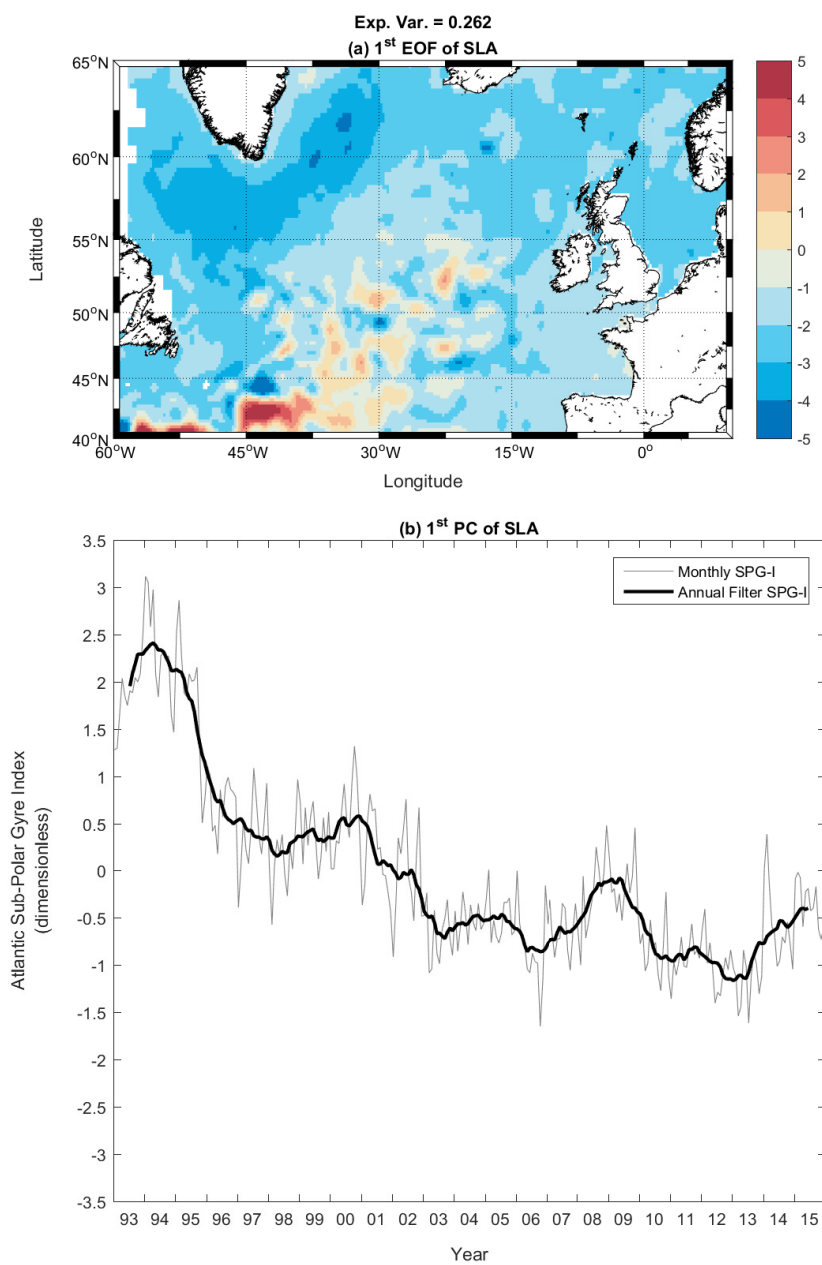 Exp. Var. = 0.262
(a) 1st EOF of SLA
65°N
60°N
55°N
50°N
45°N
40°N
Latitude
60°W
45°W
30°W
15°W
0°
Longitude
5
4
3
2
1
0
-1
-2
-3
-4
-5
(b) 1st PC of SLA
Monthly SPG-I
Annual Filter SPG-I
3.5
3
2.5
2
1.5
1
0.5
0
-0.5
-1
-1.5
-2
-2.5
-3
-3.5
Atlantic Sub-Polar Gyre Index
(dimensionless)
93 94 95 96 97 98 99 00 01 02 03 04 05 06 07 08 09 10 11 12 13 14 15
Year